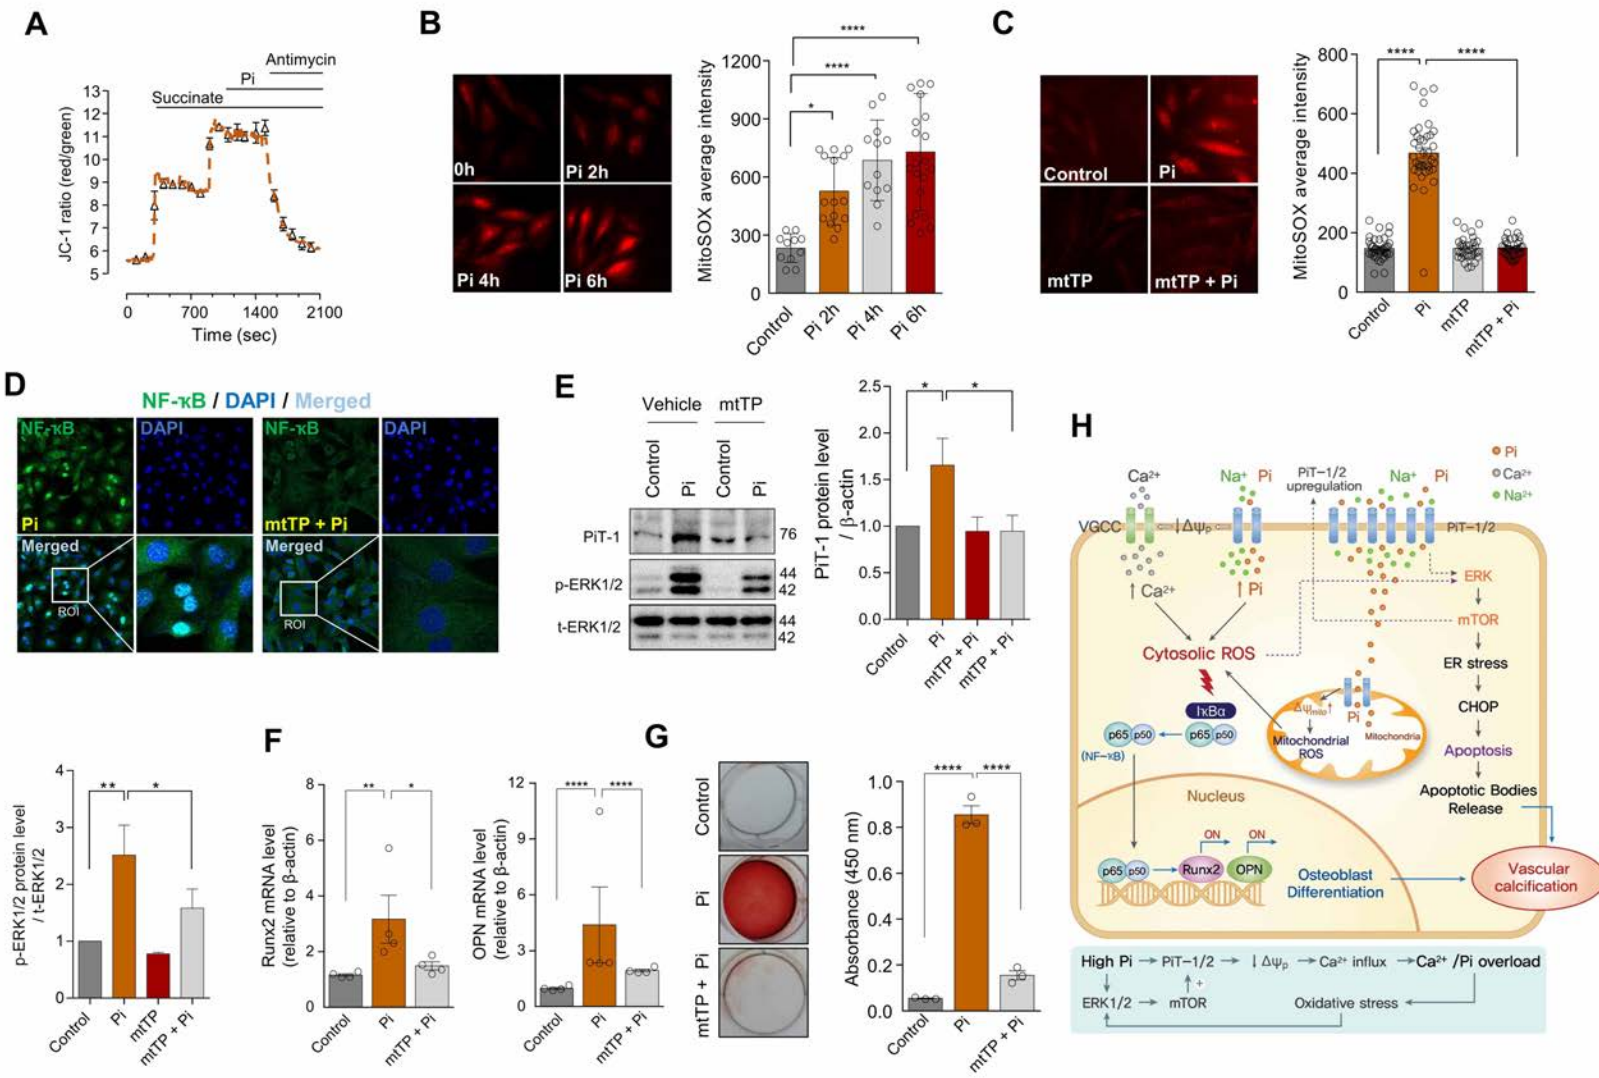 A
Antimycin
Pi
Succinate
JC-1 ratio (red/green)
13
12
11
10
9
8
7
6
5
0
700
1400
2100
Time (sec)
B
0h
Pi 2h
Pi 4h
Pi 6h
MitoSOX average intensity
1200
900
600
300
0
****
****
*
Control
Pi 2h
Pi 4h
Pi 6h
C
Control
Pi
mtTP
mtTP + Pi
MitoSOX average intensity
800
600
400
200
0
****
****
Control
Pi
mtTP
mtTP + Pi
D
NF-κB / DAPI / Merged
NF-κB
DAPI
NF-κB
DAPI
Pi
mtTP + Pi
Merged
Merged
ROI
ROI
E
Vehicle
mtTP
Control
Pi
Control
Pi
PiT-1
76
p-ERK1/2
44
42
t-ERK1/2
44
42
PiT-1 protein level
/ β-actin
2.5
2.0
1.5
1.0
0.5
0.0
*
*
Control
Pi
mtTP + Pi
mtTP + Pi
p-ERK1/2 protein level
/ t-ERK1/2
4
3
2
1
0
**
*
Control
Pi
mtTP
mtTP + Pi
F
Runx2 mRNA level
(relative to β-actin)
8
6
4
2
0
**
*
Control
Pi
mtTP + Pi
OPN mRNA level
(relative to β-actin)
12
9
6
3
0
****
****
Control
Pi
mtTP + Pi
G
Control
Pi
mtTP + Pi
Absorbance (450 nm)
1.0
0.8
0.6
0.4
0.2
0.0
****
****
Control
Pi
mtTP + Pi
H
Pi
Ca²⁺
Na²⁺
Ca²⁺
Na⁺
Pi
PiT-1/2
upregulation
Na⁺
Pi
VGCC
↓Δψp
PiT-1/2
↑ Ca²⁺
↑ Pi
ERK
mTOR
Cytosolic ROS
ER stress
IκBα
CHOP
p65
p50
p65
p50
(NF-κB)
Δψmito↑
Pi
Mitochondrial
ROS
Mitochondria
Apoptosis
Apoptotic Bodies
Release
Nucleus
ON
ON
p65
p50
Runx2
OPN
Osteoblast
Differentiation
Vascular
calcification
High Pi → PiT-1/2 → ↓Δψp → Ca²⁺ influx → Ca²⁺ /Pi overload
+
ERK1/2 → mTOR
Oxidative stress